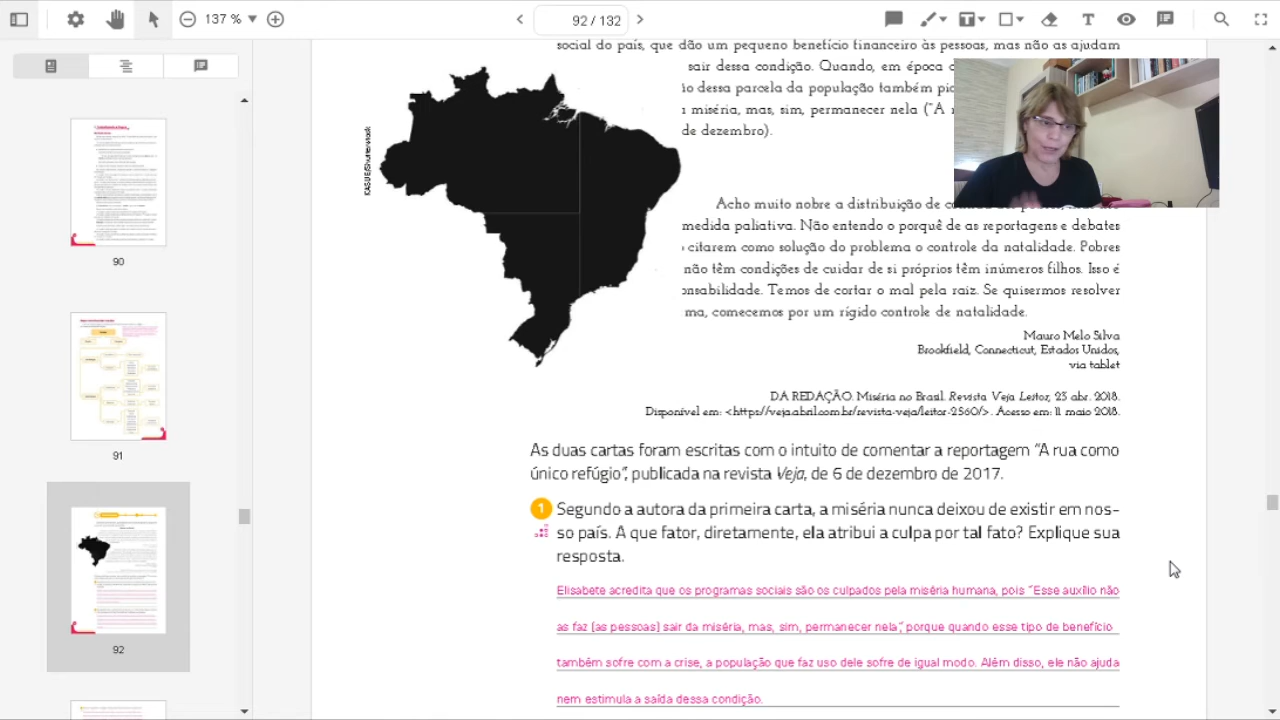 137 %
92 / 132
social do país, que dão um pequeno benefício financeiro às pessoas, mas não as ajudam
sair dessa condição. Quando, em época
dessa parcela da população também
miséria, mas, sim, permanecer nela ("A
de dezembro).
Acho muito nobre a distribuição de
medida paliativa. Não entendo o porquê de as reportagens e debates
citarem como solução do problema o controle da natalidade. Pobres
não têm condições de cuidar de si próprios têm inúmeros filhos. Isso é
Temos de cortar o mal pela raiz. Se quisermos resolver
comecemos por um rígido controle de natalidade.
Mauro Melo Silva
Brookfield, Connecticut, Estados Unidos,
via tablet
DA REDAÇÃO. Miséria no Brasil. Revista Veja. Leitor, 23 abr. 2018.
Disponível em: <https://veja.abril.com.br/revista-veja/leitor-2560/>. Acesso em: 11 maio 2018.
As duas cartas foram escritas com o intuito de comentar a reportagem “A rua como
único refúgio”, publicada na revista Veja, de 6 de dezembro de 2017.
1 Segundo a autora da primeira carta, a miséria nunca deixou de existir em nos-
so país. A que fator, diretamente, ela atribui a culpa por tal fato? Explique sua
resposta.
Elisabete acredita que os programas sociais são os culpados pela miséria humana, pois “Esse auxílio não
as faz [as pessoas] sair da miséria, mas, sim, permanecer nela”, porque quando esse tipo de benefício
também sofre com a crise, a população que faz uso dele sofre de igual modo. Além disso, ele não ajuda
nem estimula a saída dessa condição.
90
91
92